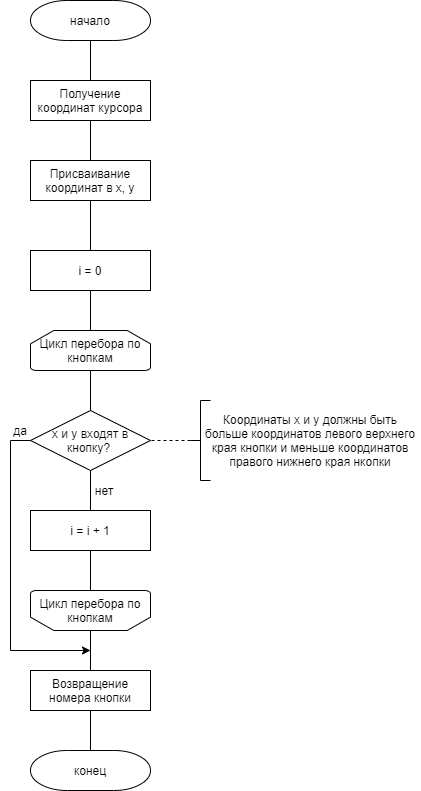 начало
Получение
координат курсора
Присваивание
координат в x, y
i = 0
Цикл перебора по
кнопкам
да
x и y входят в
кнопку?
Координаты x и y должны быть
больше координатов левого верхнего
края кнопки и меньше координатов
правого нижнего края нкопки
нет
i = i + 1
Цикл перебора по
кнопкам
Возвращение
номера кнопки
конец